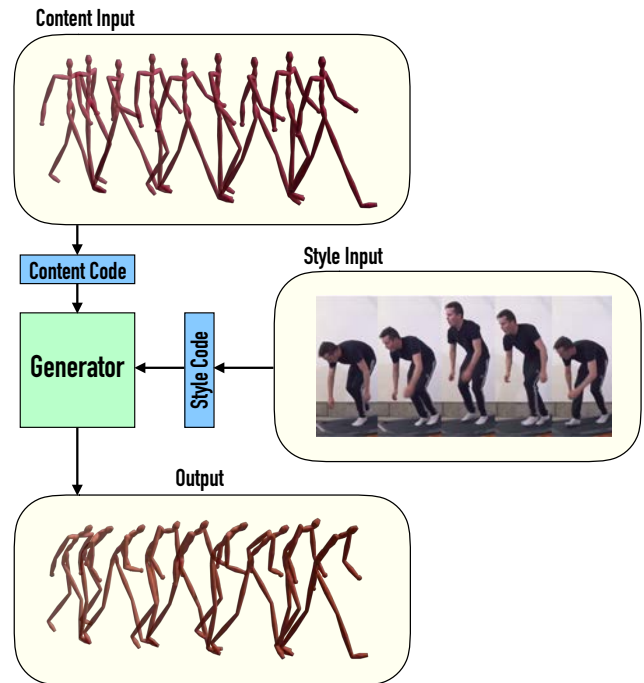 Content Input
Content Code
Style Input
Generator
Style Code
Output